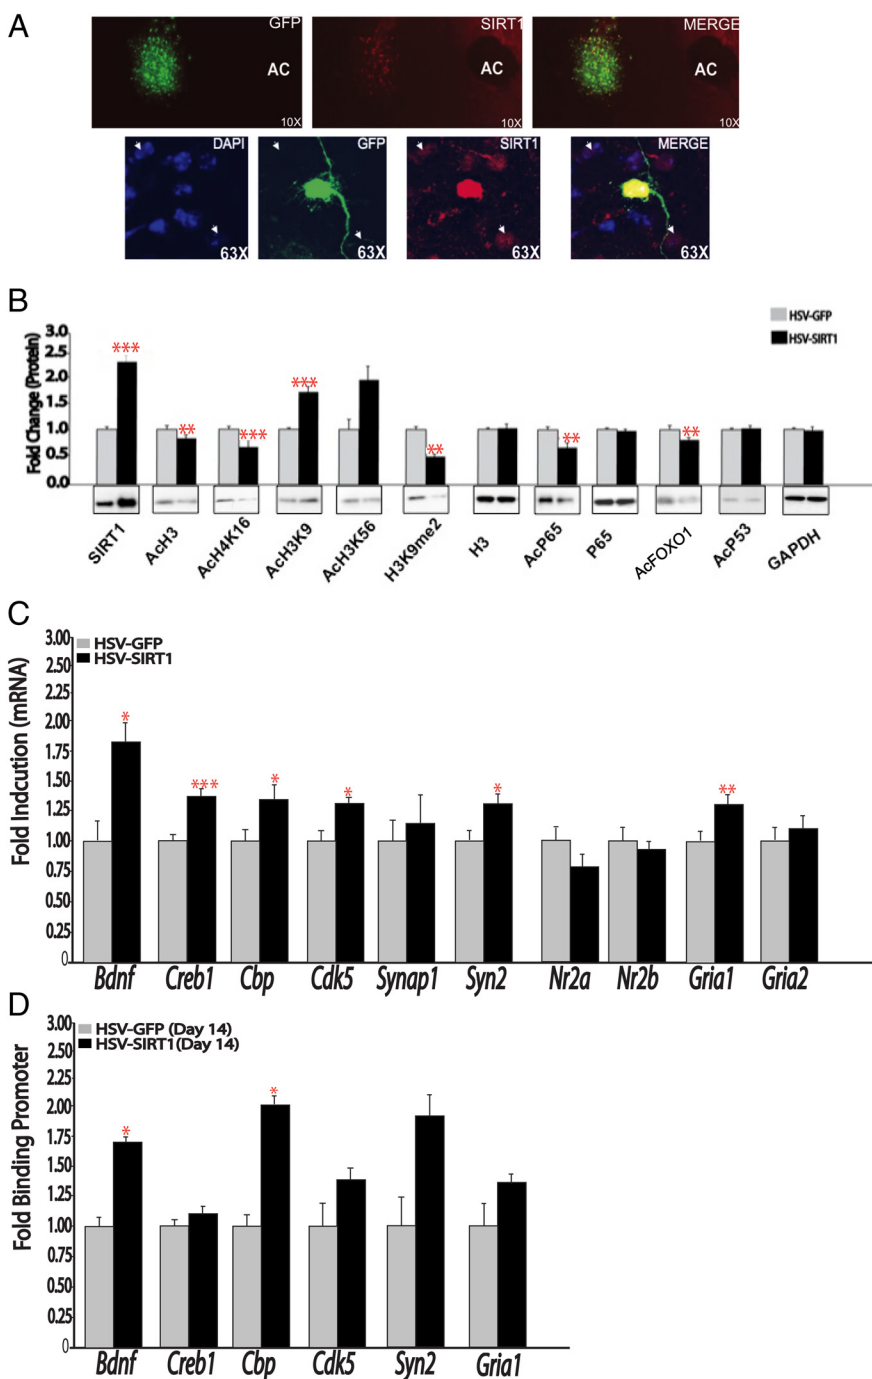 A
GFP
AC
10X
SIRT1
AC
10X
MERGE
AC
10X
DAPI
63X
GFP
63X
SIRT1
63X
MERGE
63X
B
Fold Change (Protein)
3.0
2.5
2.0
1.5
1.0
0.5
0.0
HSV-GFP
HSV-SIRT1
*** ** *** *** ** ** **
SIRT1 AcH3 AcH4K16 AcH3K9 AcH3K56 H3K9me2 H3 AcP65 P65 AcFOXO1 AcP53 GAPDH
C
Fold Indcution (mRNA)
3.00
2.50
2.25
2.00
1.75
1.50
1.25
1.00
0.75
0.50
0.25
0
HSV-GFP
HSV-SIRT1
* *** * * * **
Bdnf Creb1 Cbp Cdk5 Synap1 Syn2 Nr2a Nr2b Gria1 Gria2
D
Fold Binding Promoter
3.00
2.50
2.25
2.00
1.75
1.50
1.25
1.00
0.75
0.50
0.25
0
HSV-GFP (Day 14)
HSV-SIRT1(Day 14)
* *
Bdnf Creb1 Cbp Cdk5 Syn2 Gria1